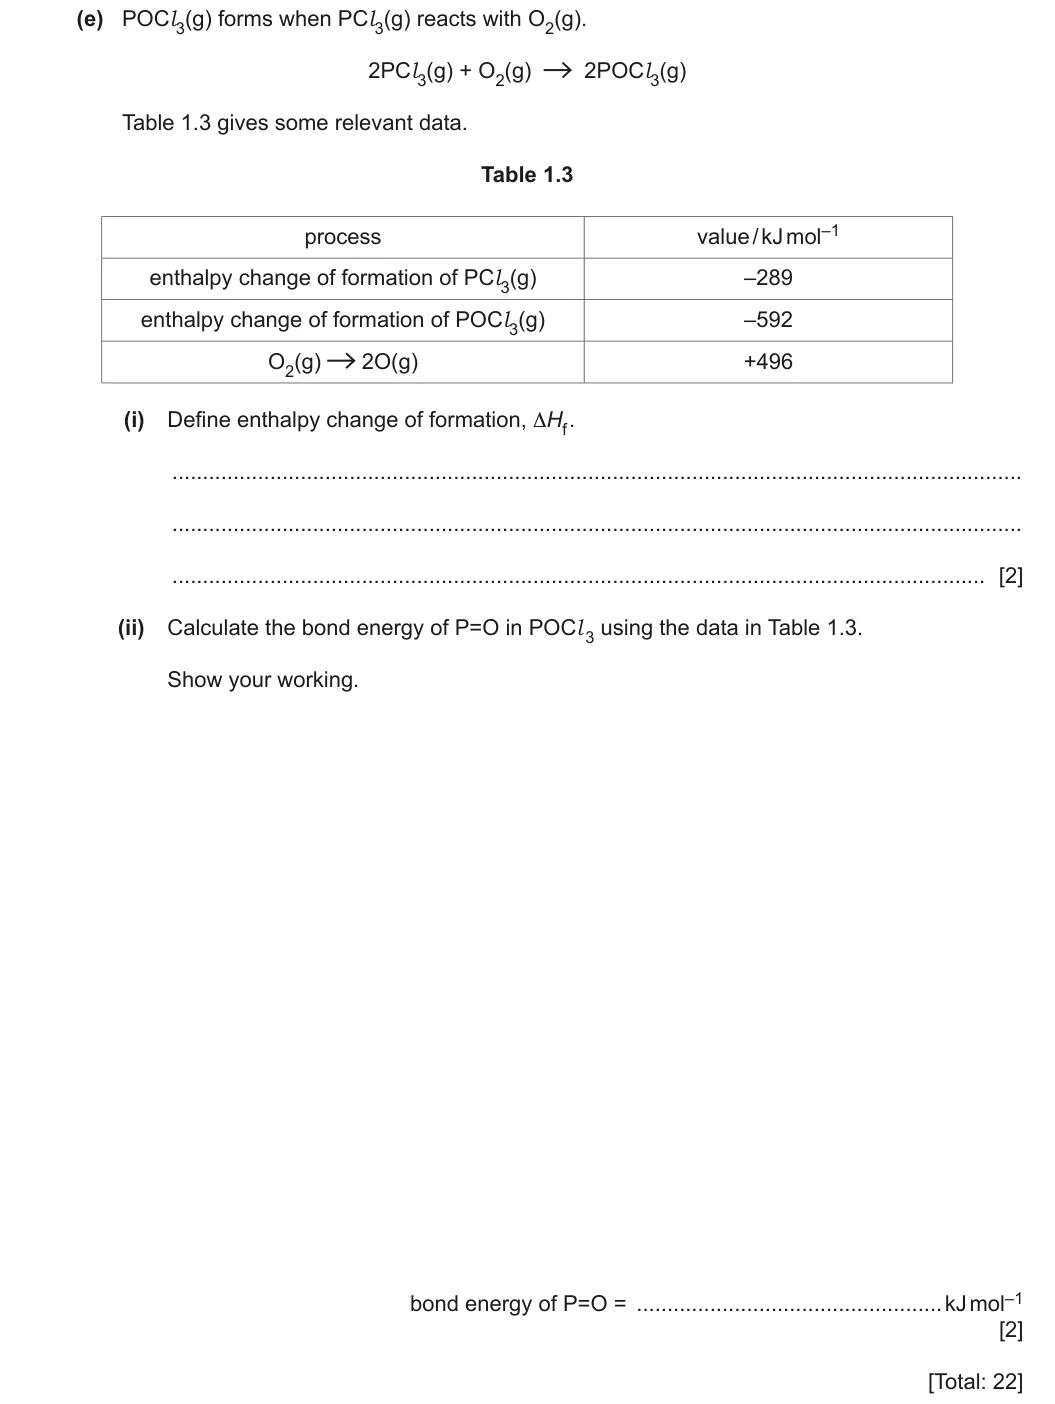 (e) POCl₃(g) forms when PCl₃(g) reacts with O₂(g).
2PCl₃(g) + O₂(g) ⟶ 2POCl₃(g)
Table 1.3 gives some relevant data.
Table 1.3
process value / kJ mol⁻¹
enthalpy change of formation of PCl₃(g) –289
enthalpy change of formation of POCl₃(g) –592
O₂(g) ⟶ 2O(g) +496
(i) Define enthalpy change of formation, ΔH_f.
[2]
(ii) Calculate the bond energy of P=O in POCl₃ using the data in Table 1.3.
Show your working.
bond energy of P=O = .................................................. kJ mol⁻¹
[2]
[Total: 22]